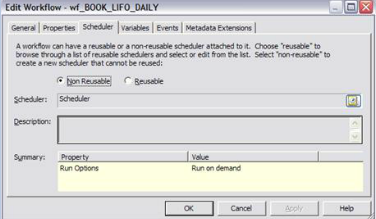 Edit Workflow - wf_BOOK_LIFO_DAILY
General Properties Scheduler Variables Events Metadata Extensions
A workflow can have a reusable or a non-reusable scheduler attached to it. Choose "reusable" to
browse through a list of reusable schedulers and select or edit from the list. Select "non-reusable" to
create a new scheduler that cannot be reused:
Non Reusable Reusable
Scheduler: Scheduler
Description:
Summary: Property Value
Run Options Run on demand
OK Cancel Apply Help